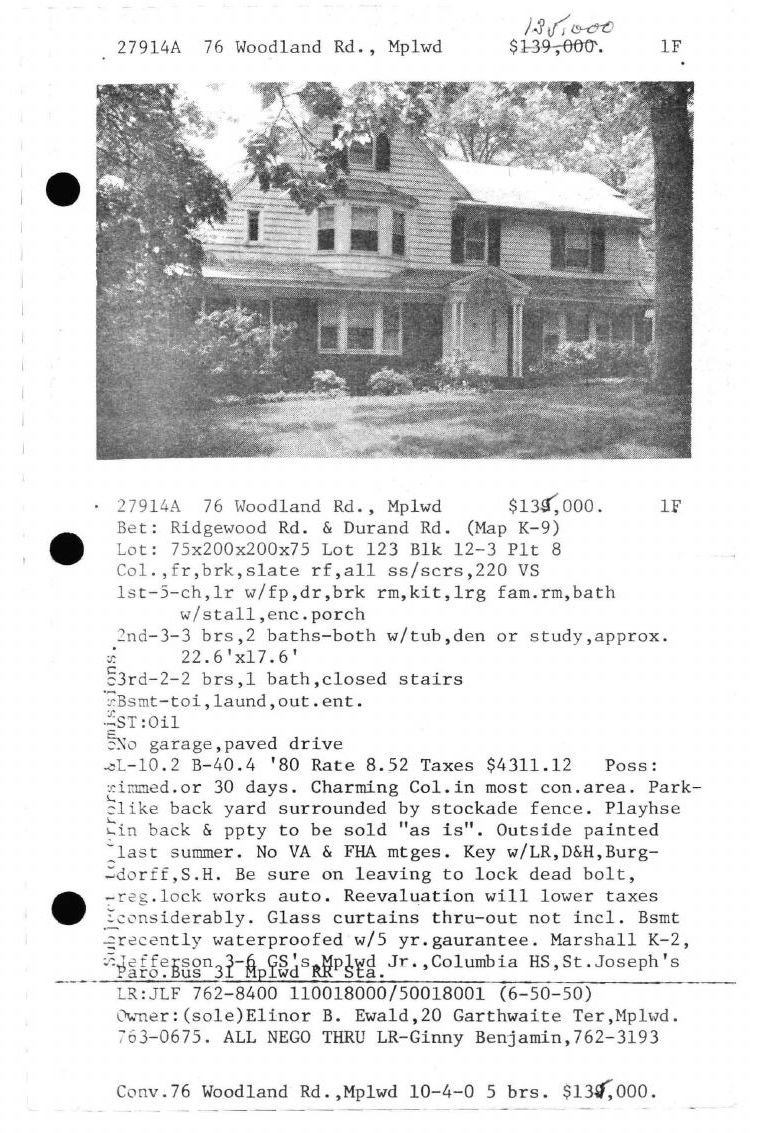 135,000
27914A 76 Woodland Rd., Mplwd $139,000. 1F
27914A 76 Woodland Rd., Mplwd $135,000. 1F
Bet: Ridgewood Rd. & Durand Rd. (Map K-9)
Lot: 75x200x200x75 Lot 123 Blk 12-3 Plt 8
Col.,fr,brk,slate rf,all ss/scrs,220 VS
1st-5-ch,lr w/fp,dr,brk rm,kit,lrg fam.rm,bath
w/stall,enc.porch
2nd-3-3 brs,2 baths-both w/tub,den or study,approx.
22.6'x17.6'
3rd-2-2 brs,1 bath,closed stairs
Bsmt-toi,laund,out.ent.
ST:Oil
No garage,paved drive
L-10.2 B-40.4 '80 Rate 8.52 Taxes $4311.12 Poss:
immed.or 30 days. Charming Col.in most con.area. Park-
like back yard surrounded by stockade fence. Playhse
in back & ppty to be sold "as is". Outside painted
last summer. No VA & FHA mtges. Key w/LR,D&H,Burg-
dorff,S.H. Be sure on leaving to lock dead bolt,
reg.lock works auto. Reevaluation will lower taxes
considerably. Glass curtains thru-out not incl. Bsmt
recently waterproofed w/5 yr.gaurantee. Marshall K-2,
Jefferson 3-6 GS's,Mplwd Jr.,Columbia HS,St.Joseph's
Paro.Bus 31 Mplwd RR Sta.
LR:JLF 762-8400 110018000/50018001 (6-50-50)
Owner:(sole)Elinor B. Ewald,20 Garthwaite Ter,Mplwd.
763-0675. ALL NEGO THRU LR-Ginny Benjamin,762-3193
Conv.76 Woodland Rd.,Mplwd 10-4-0 5 brs. $135,000.